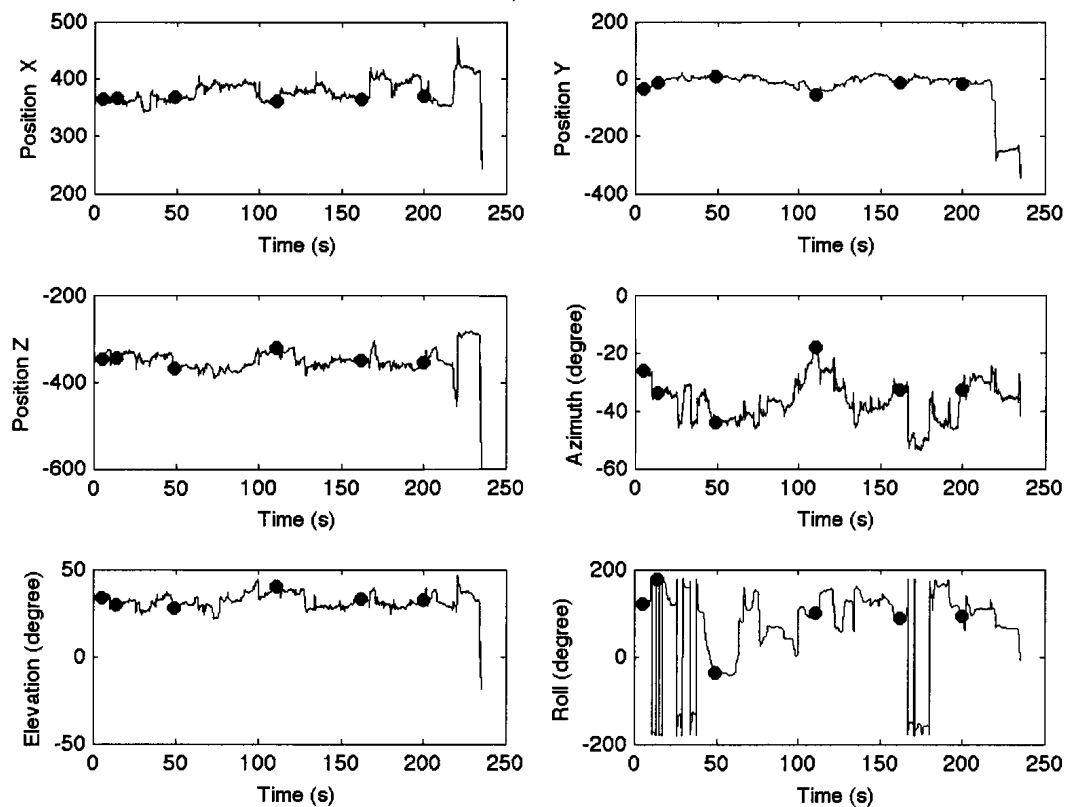 500
400
300
200
Position X
0 50 100 150 200 250
Time (s)
200
0
-200
-400
Position Y
0 50 100 150 200 250
Time (s)
-200
-400
-600
Position Z
0 50 100 150 200 250
Time (s)
0
-20
-40
-60
Azimuth (degree)
0 50 100 150 200 250
Time (s)
50
0
-50
Elevation (degree)
0 50 100 150 200 250
Time (s)
200
0
-200
Roll (degree)
0 50 100 150 200 250
Time (s)